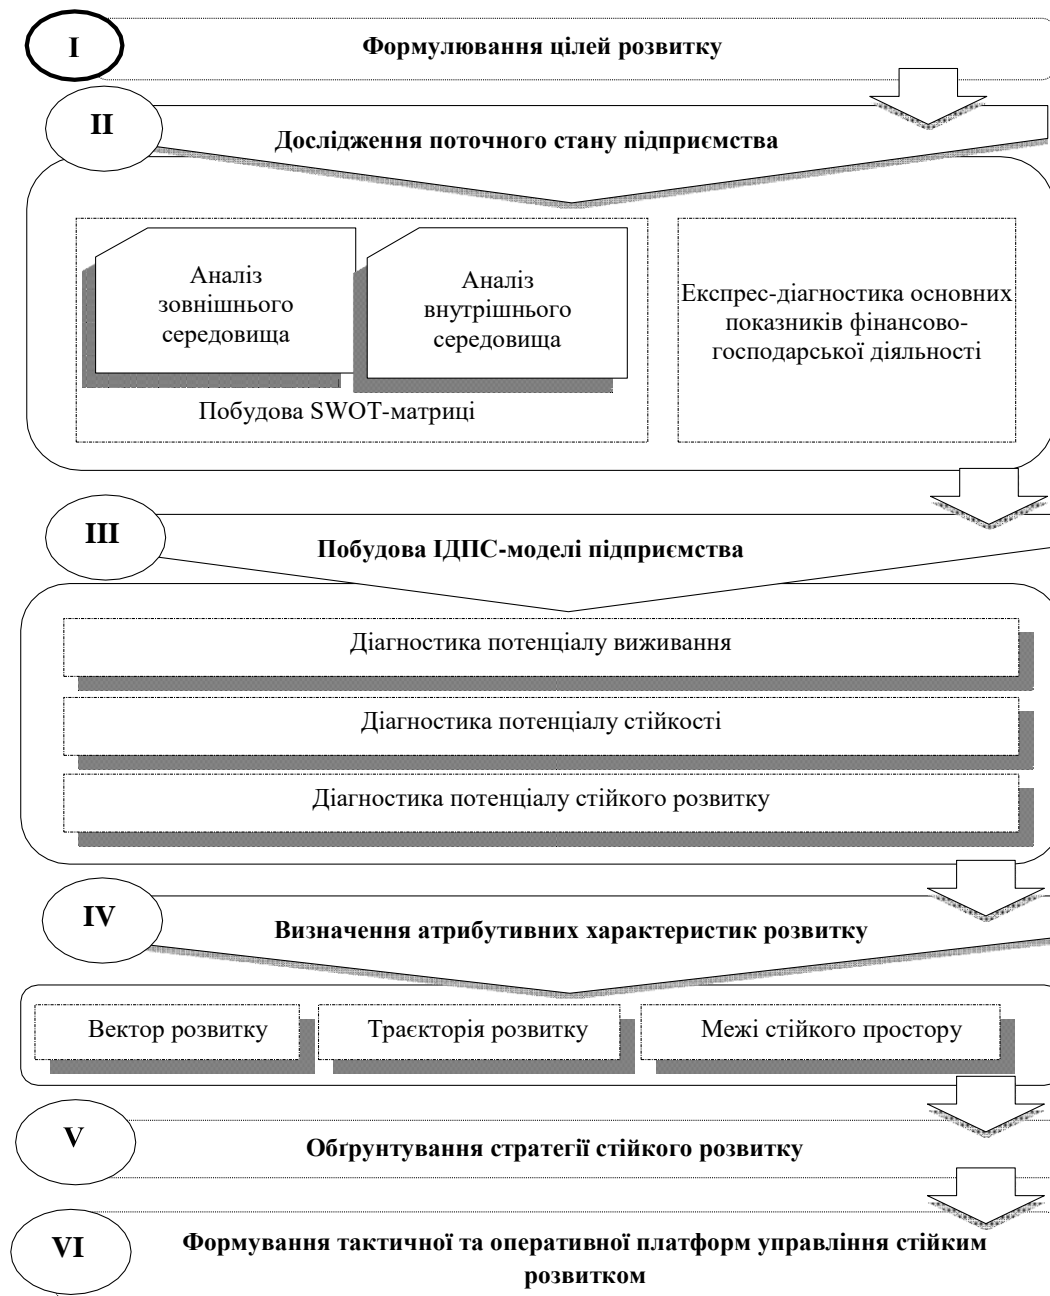 I
Формулювання цілей розвитку
II
Дослідження поточного стану підприємства
Аналіз
зовнішнього
середовища
Аналіз
внутрішнього
середовища
Побудова SWOT-матриці
Експрес-діагностика основних
показників фінансово-
господарської діяльності
III
Побудова ІДПС-моделі підприємства
Діагностика потенціалу виживання
Діагностика потенціалу стійкості
Діагностика потенціалу стійкого розвитку
IV
Визначення атрибутивних характеристик розвитку
Вектор розвитку
Траєкторія розвитку
Межі стійкого простору
V
Обґрунтування стратегії стійкого розвитку
VI
Формування тактичної та оперативної платформ управління стійким
розвитком